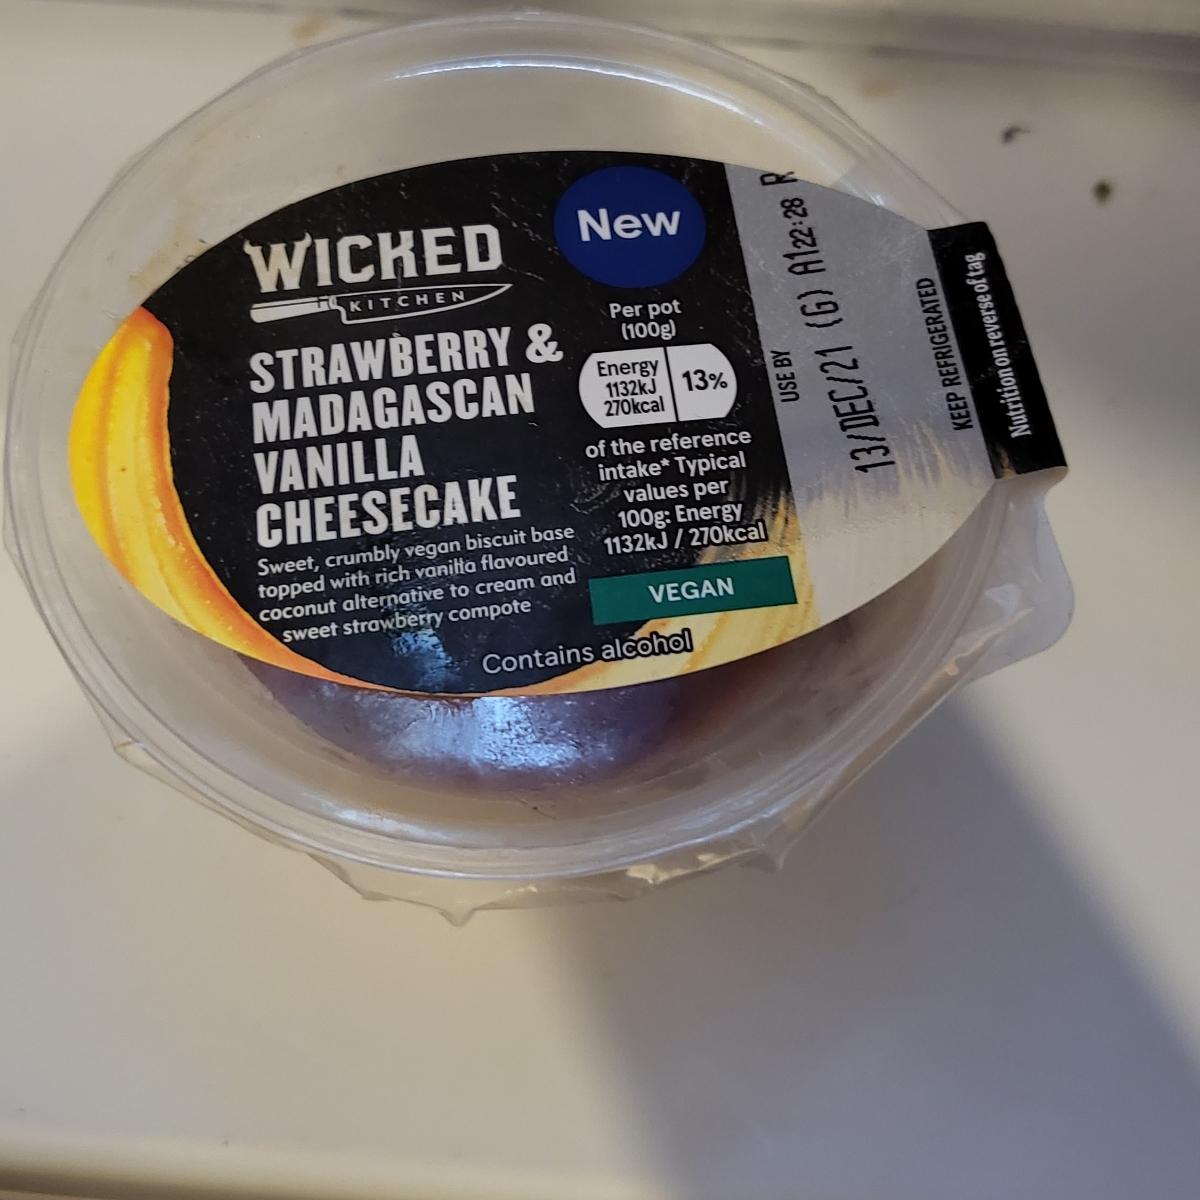 WICKED
KITCHEN
STRAWBERRY &
MADAGASCAN
VANILLA
CHEESECAKE
Sweet, crumbly vegan biscuit base
topped with rich vanilla flavoured
coconut alternative to cream and
sweet strawberry compote
Contains alcohol
New
Per pot
(100g)
Energy
1132kJ
270kcal
13%
of the reference
intake* Typical
values per
100g: Energy
1132kJ / 270kcal
VEGAN
USE BY
13/DEC/21 (G) A122:28 R
KEEP REFRIGERATED
Nutrition on reverse of tag